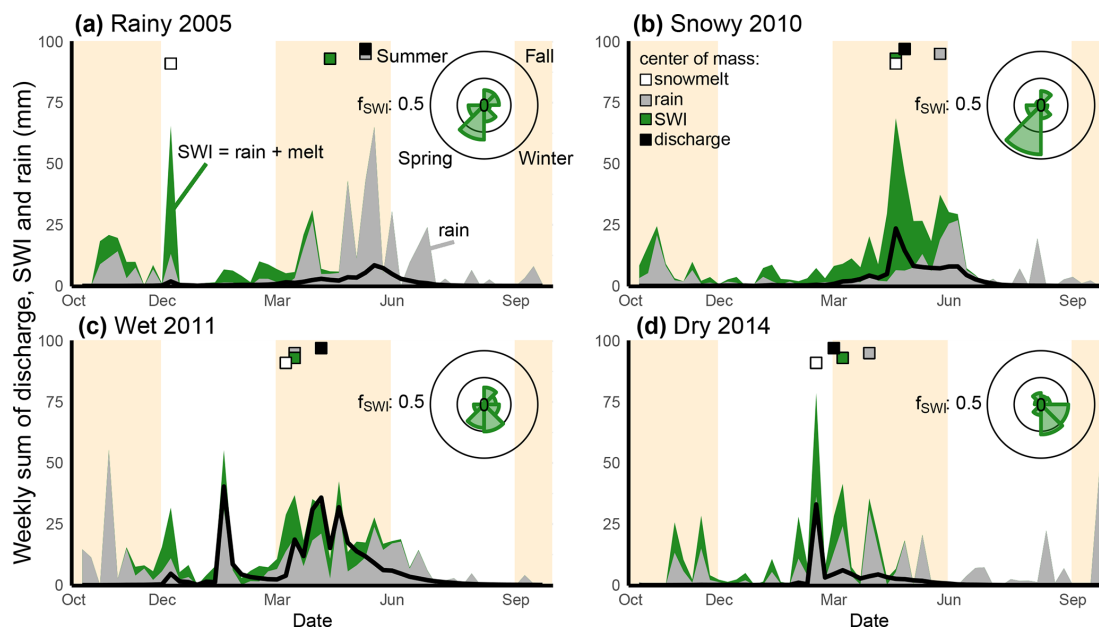 (a) Rainy 2005
(b) Snowy 2010
Weekly sum of discharge, SWI and rain (mm)
100
75
50
25
0
Oct
Dec
Mar
Jun
Sep
SWI = rain + melt
rain
Summer
Fall
Spring
Winter
fSWI: 0.5
0
100
75
50
25
0
Oct
Dec
Mar
Jun
Sep
center of mass:
snowmelt
rain
SWI
discharge
fSWI: 0.5
0
(c) Wet 2011
(d) Dry 2014
100
75
50
25
0
Oct
Dec
Mar
Jun
Sep
Date
fSWI: 0.5
0
100
75
50
25
0
Oct
Dec
Mar
Jun
Sep
Date
fSWI: 0.5
0